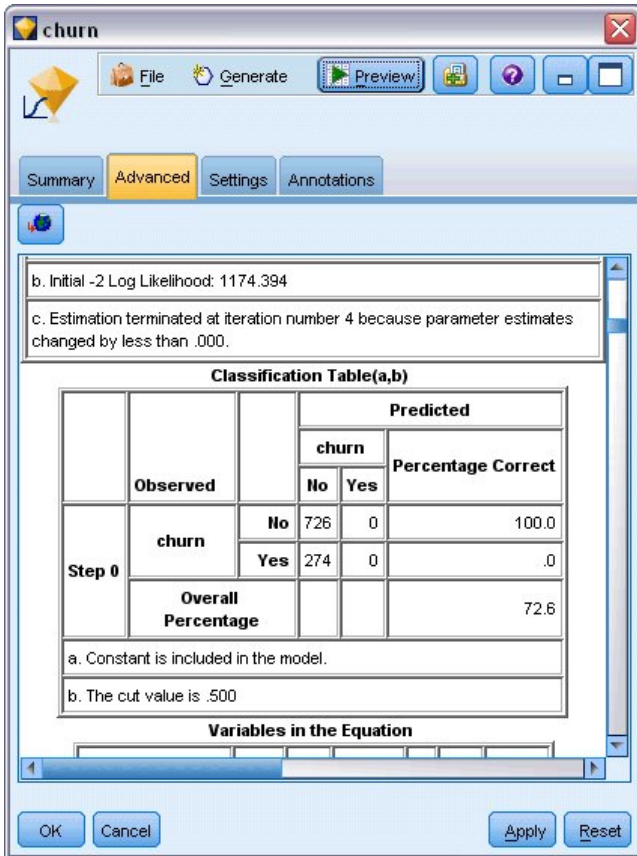 churn
File Generate Preview
Summary Advanced Settings Annotations
b. Initial -2 Log Likelihood: 1174.394
c. Estimation terminated at iteration number 4 because parameter estimates
changed by less than .000.
Classification Table(a,b)
Predicted
churn Percentage Correct
Observed No Yes
Step 0 churn No 726 0 100.0
Yes 274 0 .0
Overall
Percentage 72.6
a. Constant is included in the model.
b. The cut value is .500
Variables in the Equation
OK Cancel Apply Reset